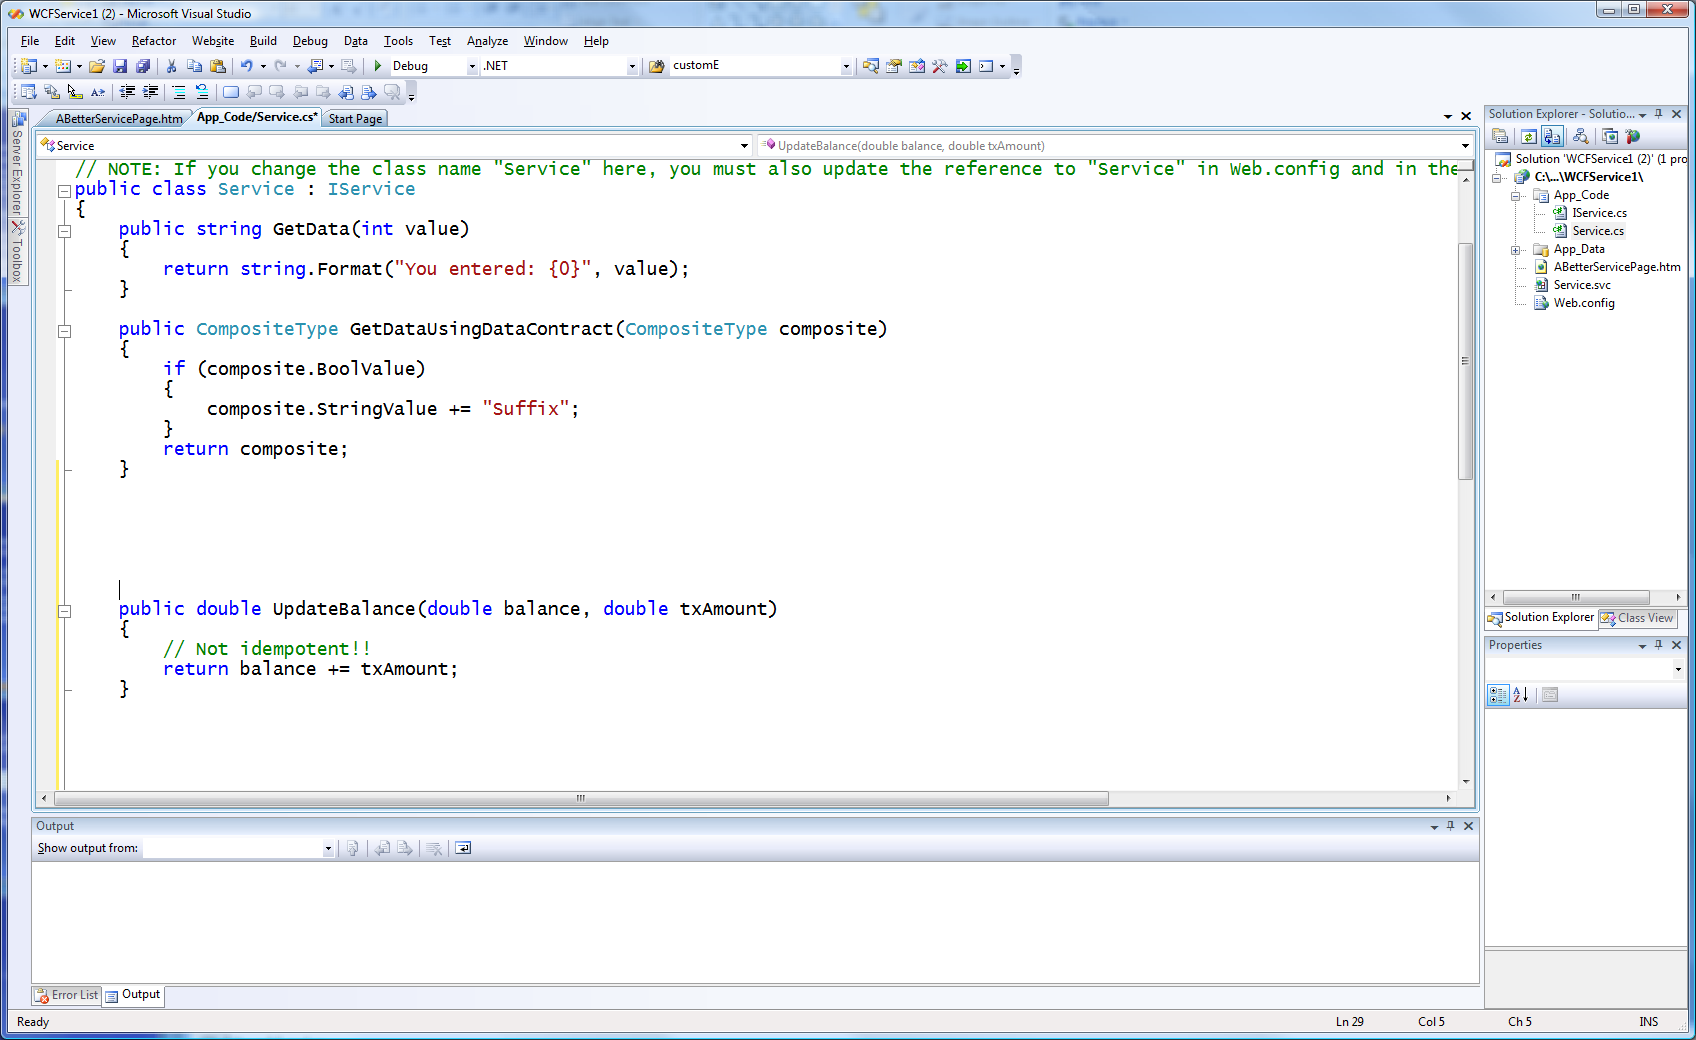 WCFService1 (2) - Microsoft Visual Studio
File Edit View Refactor Website Build Debug Data Tools Test Analyze Window Help
Debug .NET customE
ABetterServicePage.htm App_Code/Service.cs* Start Page
Server Explorer
Toolbox
Service UpdateBalance(double balance, double txAmount)
// NOTE: If you change the class name "Service" here, you must also update the reference to "Service" in Web.config and in the
public class Service : IService
{
public string GetData(int value)
{
return string.Format("You entered: {0}", value);
}
public CompositeType GetDataUsingDataContract(CompositeType composite)
{
if (composite.BoolValue)
{
composite.StringValue += "Suffix";
}
return composite;
}
public double UpdateBalance(double balance, double txAmount)
{
// Not idempotent!!
return balance += txAmount;
}
Solution Explorer - Solutio...
Solution 'WCFService1 (2)' (1 pro
C:\...\WCFService1\
App_Code
IService.cs
Service.cs
App_Data
ABetterServicePage.htm
Service.svc
Web.config
Solution Explorer Class View
Properties
Output
Show output from:
Error List Output
Ready Ln 29 Col 5 Ch 5 INS